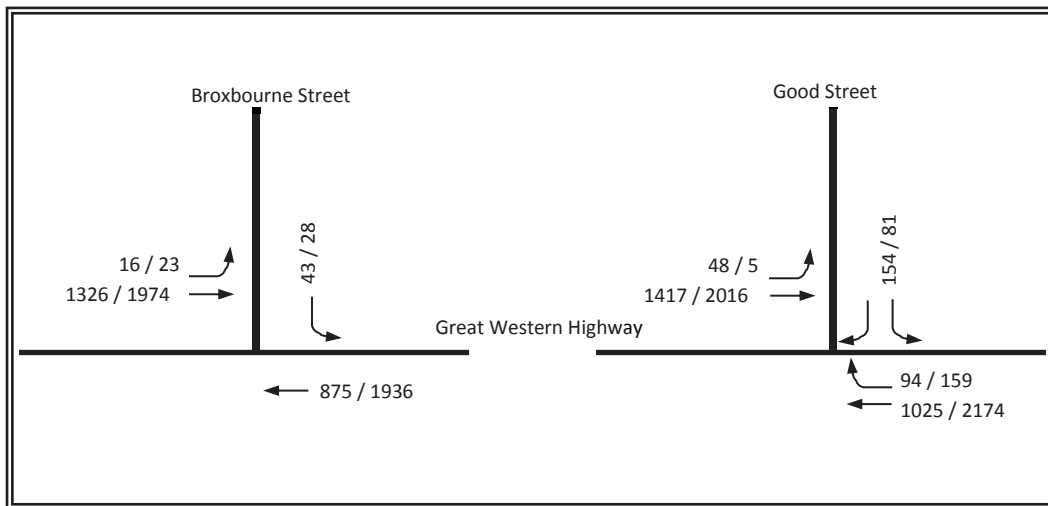 Broxbourne Street
Good Street
16 / 23
1326 / 1974
43 / 28
48 / 5
1417 / 2016
154 / 81
Great Western Highway
875 / 1936
94 / 159
1025 / 2174